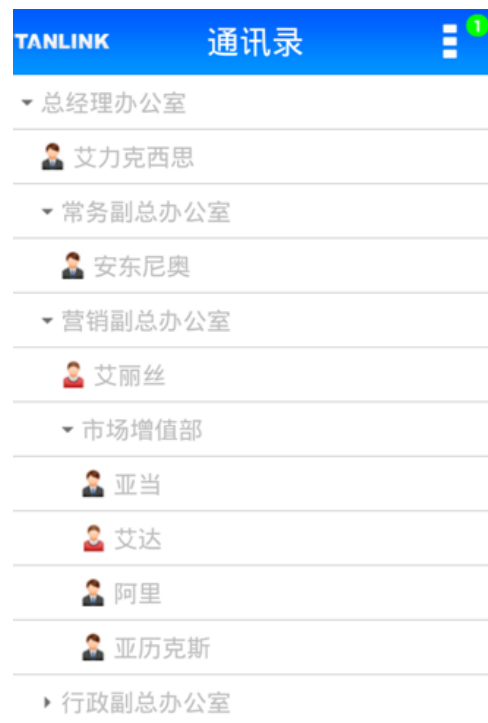 TANLINK 通讯录 1
总经理办公室
艾力克西思
常务副总办公室
安东尼奥
营销副总办公室
艾丽丝
市场增值部
亚当
艾达
阿里
亚历克斯
行政副总办公室